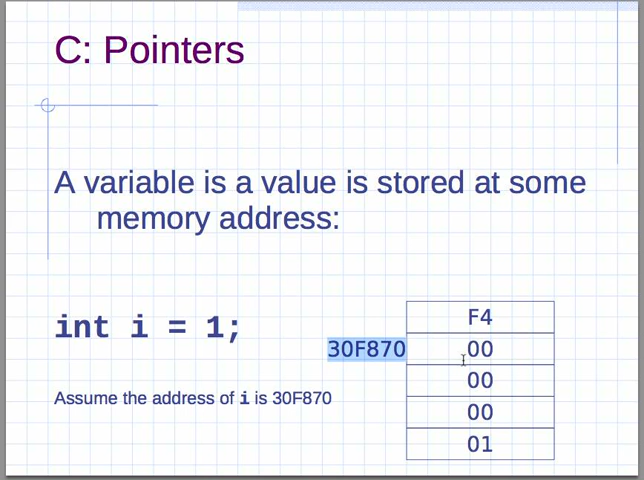 C: Pointers
A variable is a value is stored at some
memory address:
int i = 1;
F4
30F870 00
Assume the address of i is 30F870
00
00
01